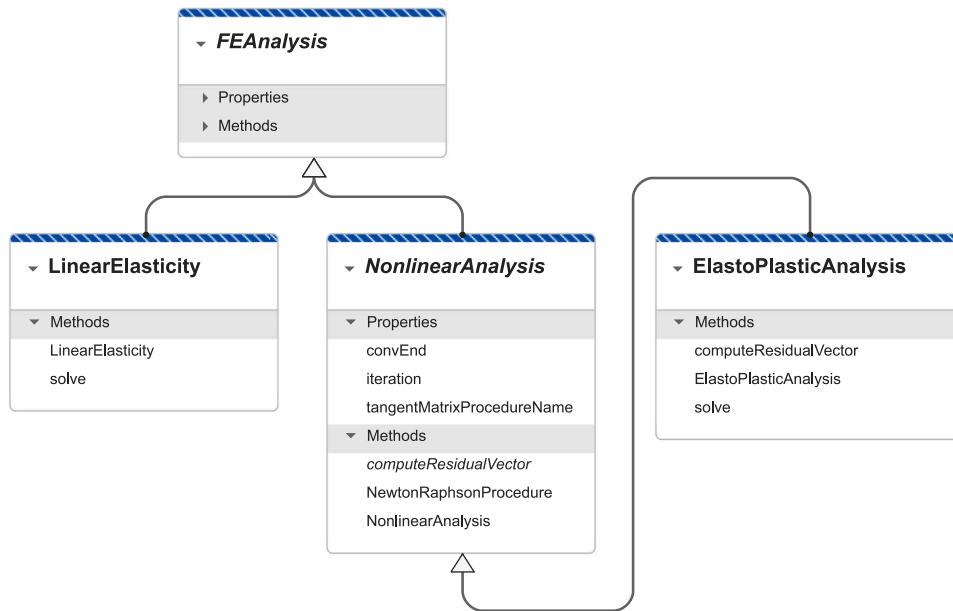 FEAnalysis
Properties
Methods
LinearElasticity
Methods
LinearElasticity
solve
NonlinearAnalysis
Properties
convEnd
iteration
tangentMatrixProcedureName
Methods
computeResidualVector
NewtonRaphsonProcedure
NonlinearAnalysis
ElastoPlasticAnalysis
Methods
computeResidualVector
ElastoPlasticAnalysis
solve